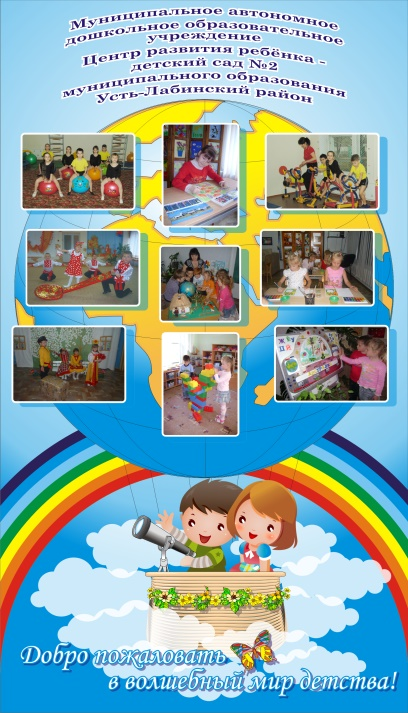 Муниципальное автономное
дошкольное образовательное
учреждение
Центр развития ребёнка -
детский сад №2
муниципального образования
Усть-Лабинский район
Добро пожаловать
в волшебный мир детства!